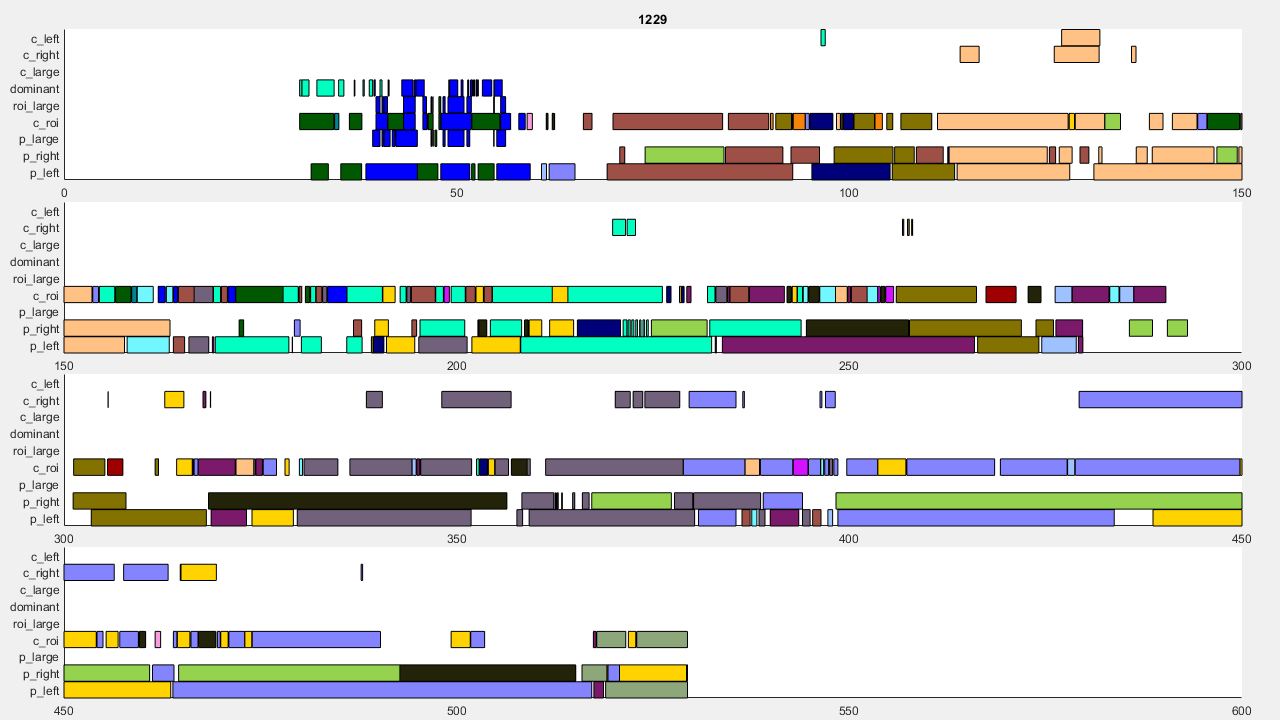 1229
c_left
c_right
c_large
dominant
roi_large
c_roi
p_large
p_right
p_left
0 50 100 150
c_left
c_right
c_large
dominant
roi_large
c_roi
p_large
p_right
p_left
150 200 250 300
c_left
c_right
c_large
dominant
roi_large
c_roi
p_large
p_right
p_left
300 350 400 450
c_left
c_right
c_large
dominant
roi_large
c_roi
p_large
p_right
p_left
450 500 550 600